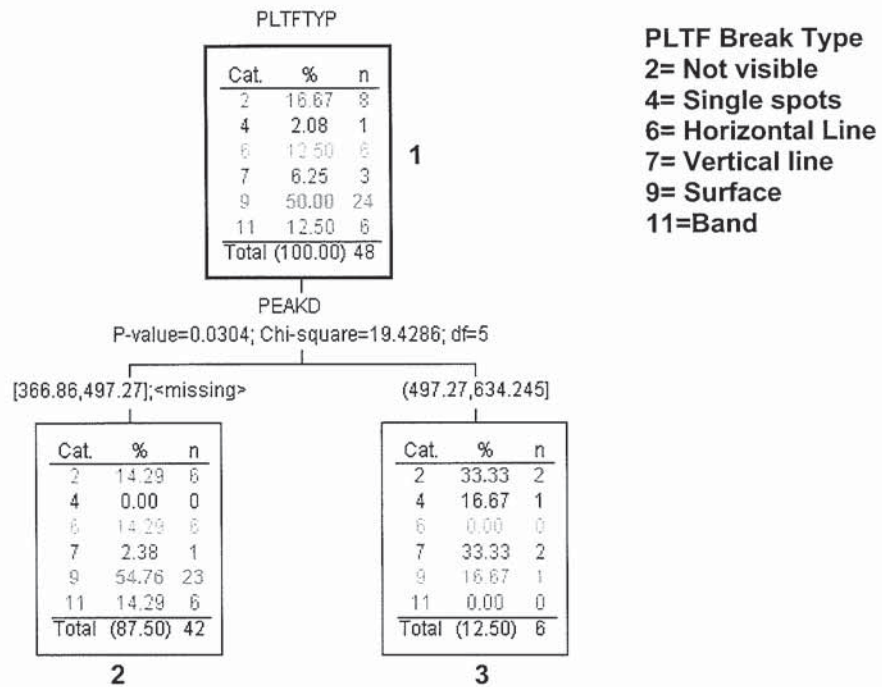 PLTFTYP
Cat. % n
2 16.67 8
4 2.08 1
6 12.50 6
7 6.25 3
9 50.00 24
11 12.50 6
Total (100.00) 48
1
PLTF Break Type
2= Not visible
4= Single spots
6= Horizontal Line
7= Vertical line
9= Surface
11=Band
PEAKD
P-value=0.0304; Chi-square=19.4286; df=5
[366.86,497.27];<missing>
(497.27,634.245]
Cat. % n
2 14.29 6
4 0.00 0
6 14.29 6
7 2.38 1
9 54.76 23
11 14.29 6
Total (87.50) 42
2
Cat. % n
2 33.33 2
4 16.67 1
6 0.00 0
7 33.33 2
9 16.67 1
11 0.00 0
Total (12.50) 6
3